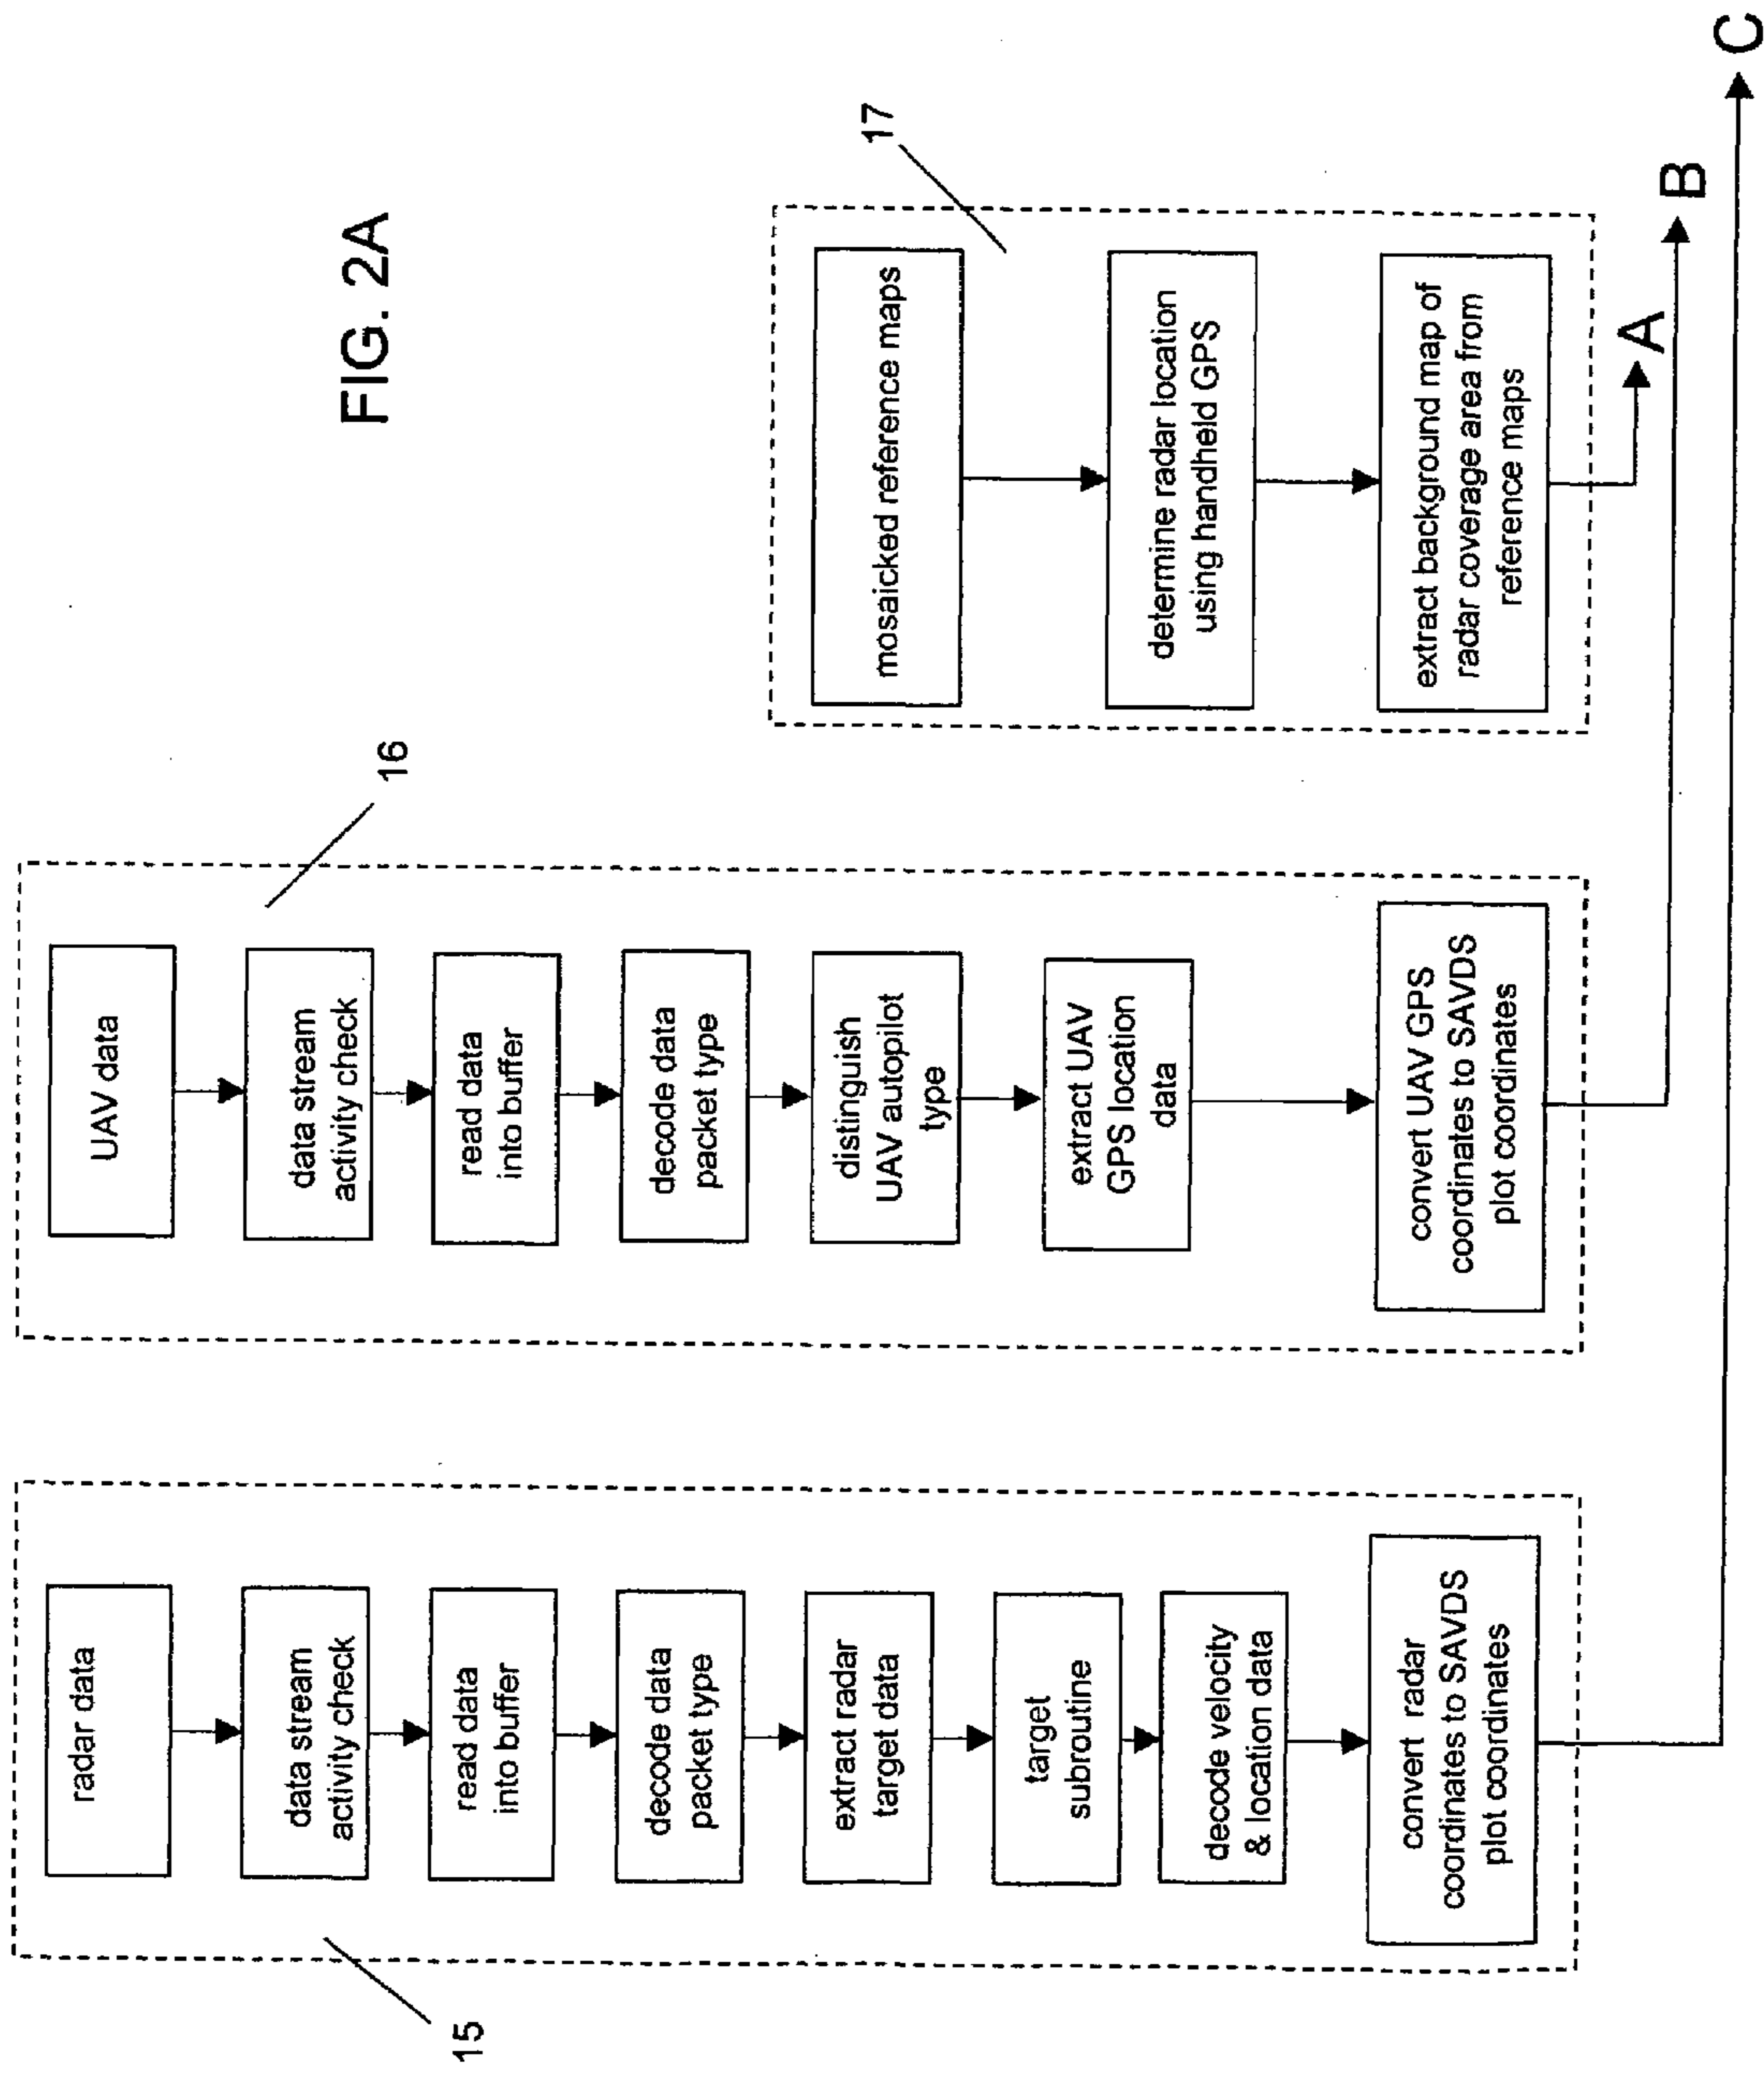 FIG. 2A
15
radar data
data stream
activity check
read data
into buffer
decode data
packet type
extract radar
target data
target
subroutine
decode velocity
& location data
convert radar
coordinates to SAVDS
plot coordinates
16
UAV data
data stream
activity check
read data
into buffer
decode data
packet type
distinguish
UAV autopilot
type
extract UAV
GPS location
data
convert UAV GPS
coordinates to SAVDS
plot coordinates
17
mosaicked reference maps
determine radar location
using handheld GPS
extract background map of
radar coverage area from
reference maps
A
B
C